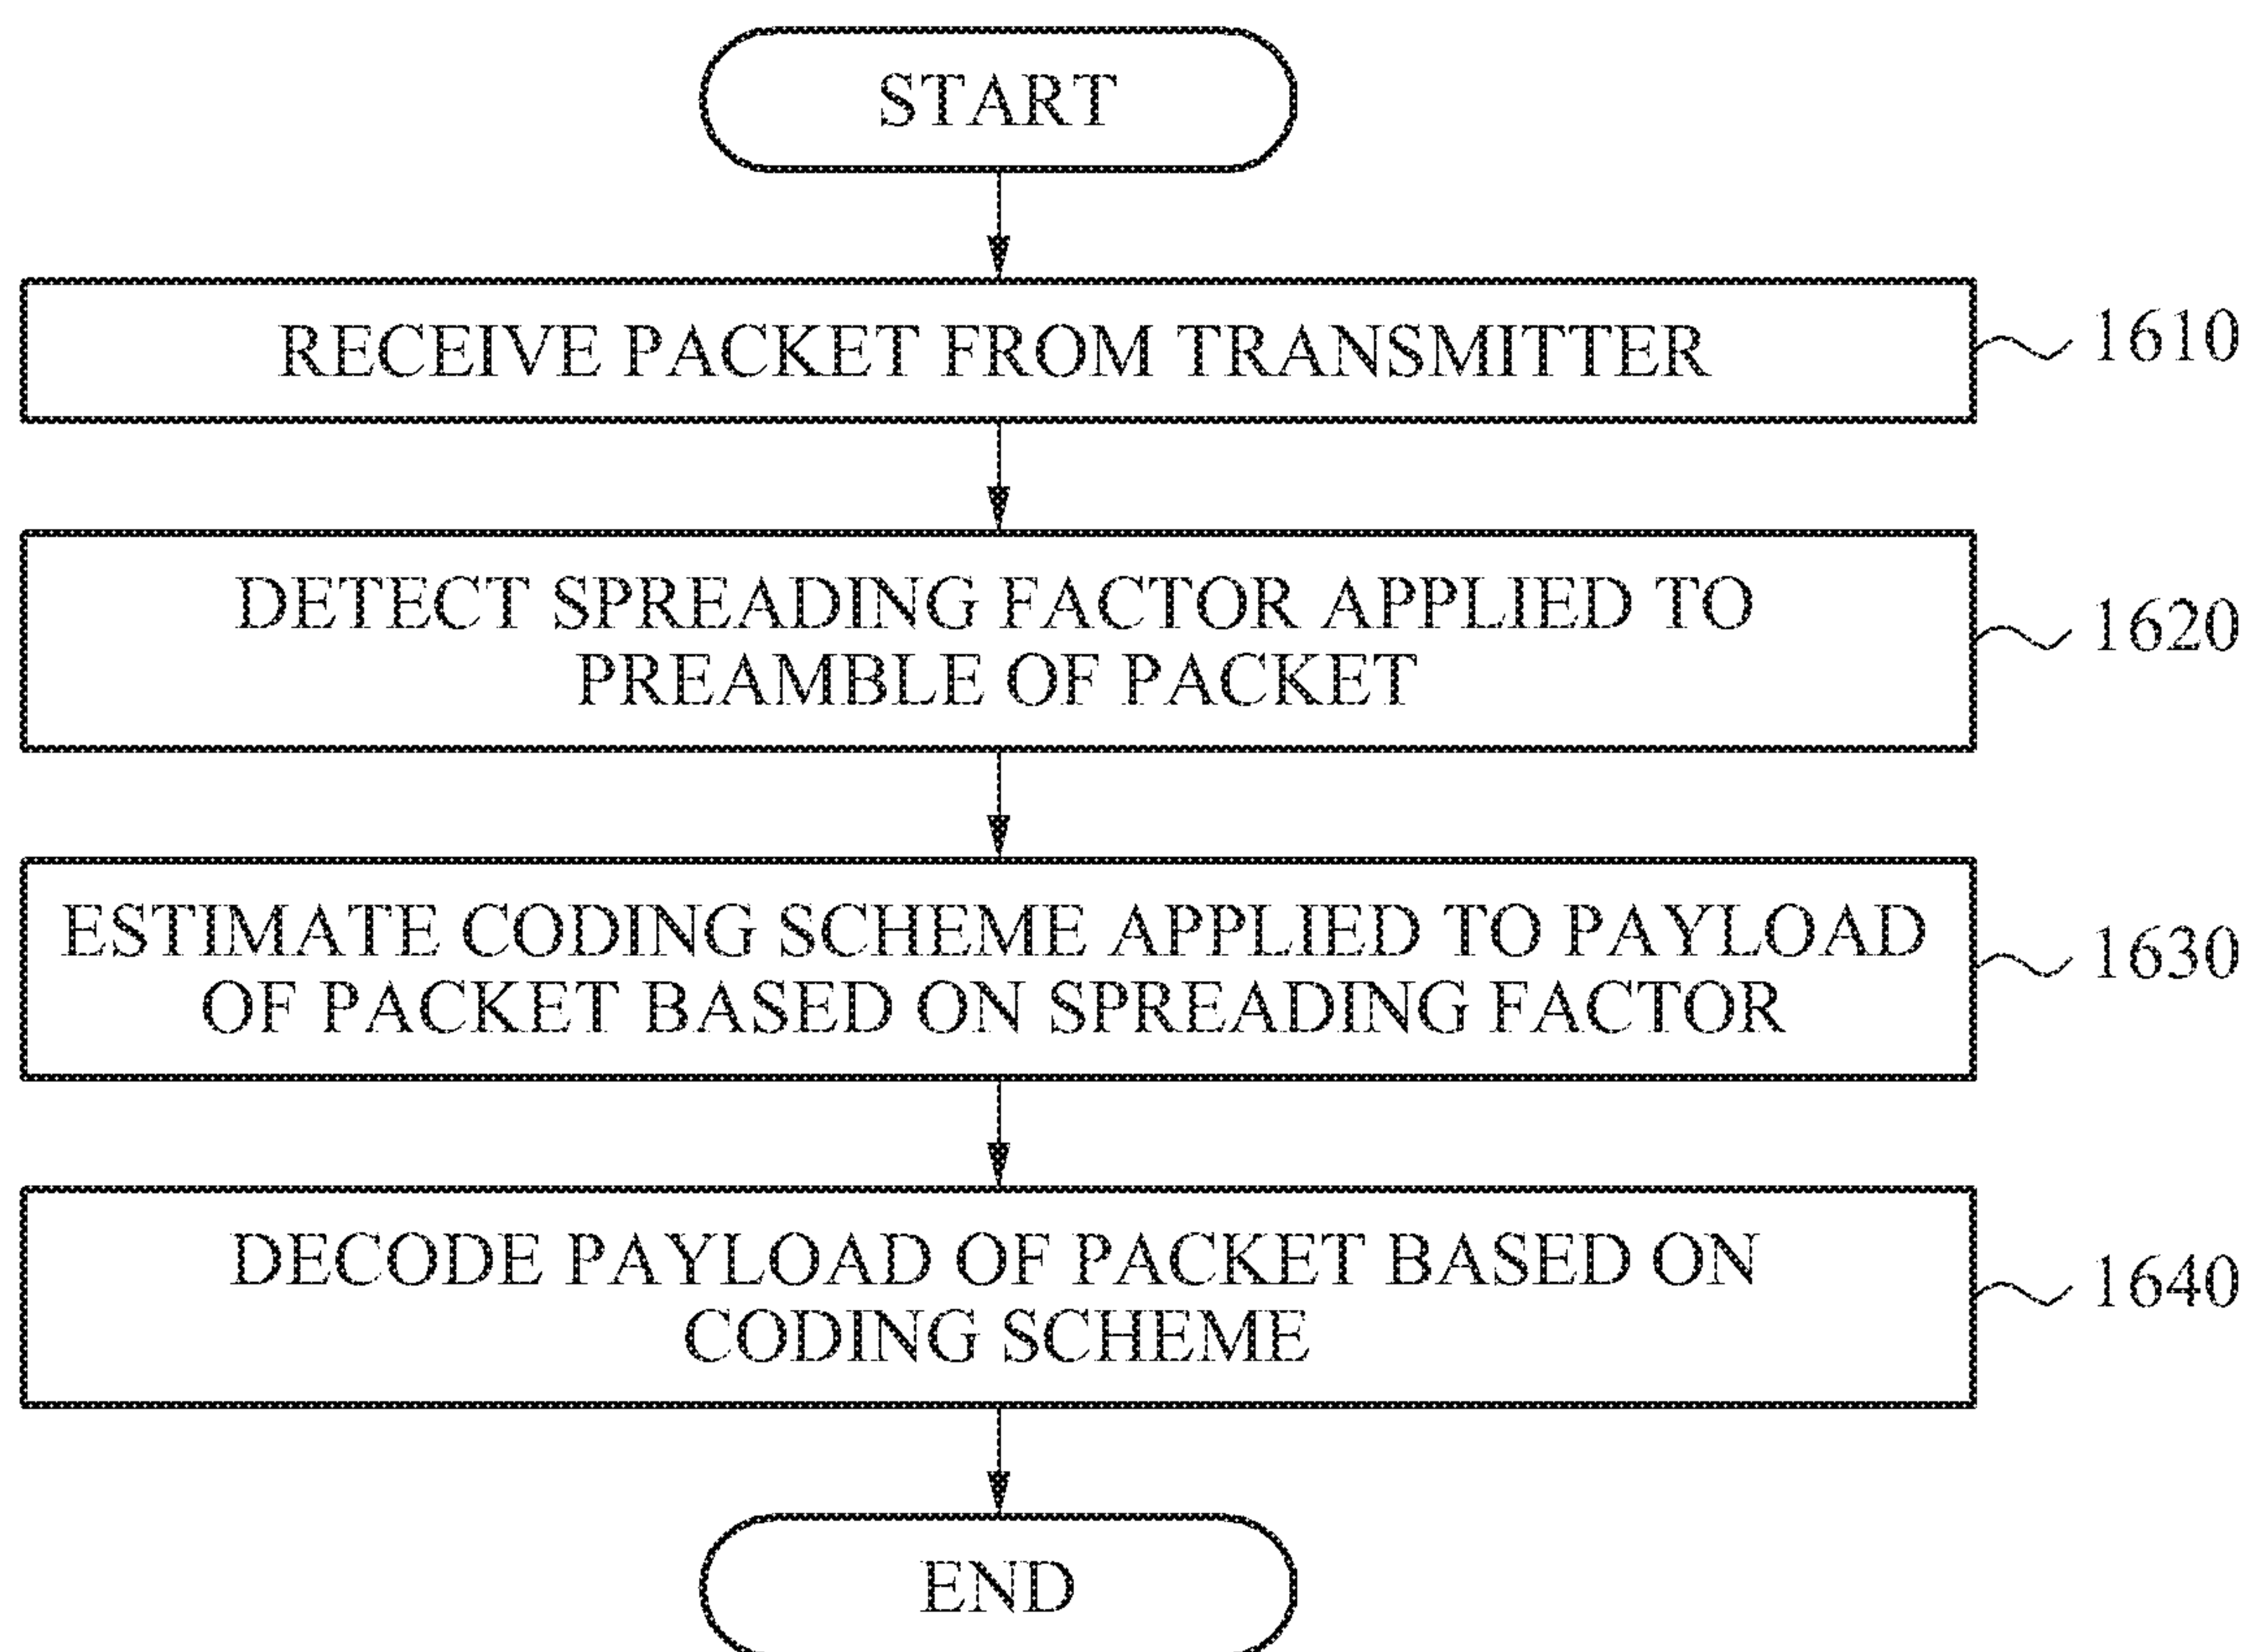 START
RECEIVE PACKET FROM TRANSMITTER
1610
DETECT SPREADING FACTOR APPLIED TO
PREAMBLE OF PACKET
1620
ESTIMATE CODING SCHEME APPLIED TO PAYLOAD
OF PACKET BASED ON SPREADING FACTOR
1630
DECODE PAYLOAD OF PACKET BASED ON
CODING SCHEME
1640
END